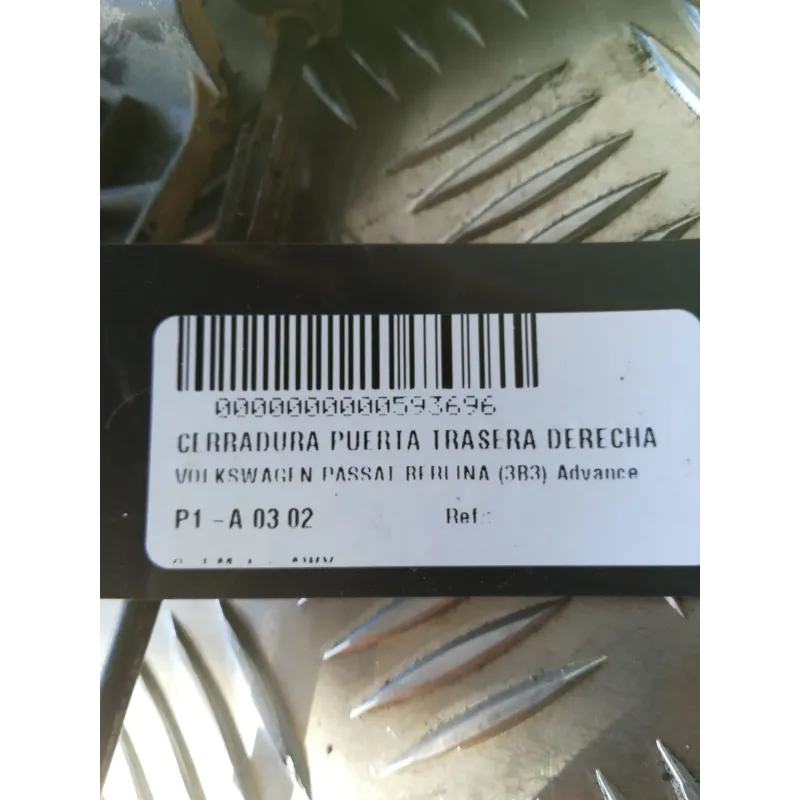 0000000000593696
CERRADURA PUERTA TRASERA DERECHA
VOLKSWAGEN PASSAT BERLINA (3B3) Advance
P1 - A 03 02 Ref.: